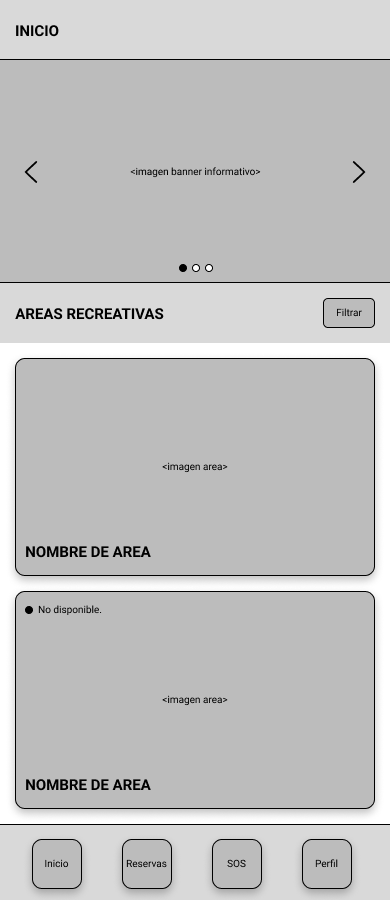 INICIO
<imagen banner informativo>
AREAS RECREATIVAS
Filtrar
<imagen area>
NOMBRE DE AREA
No disponible.
<imagen area>
NOMBRE DE AREA
Inicio
Reservas
SOS
Perfil